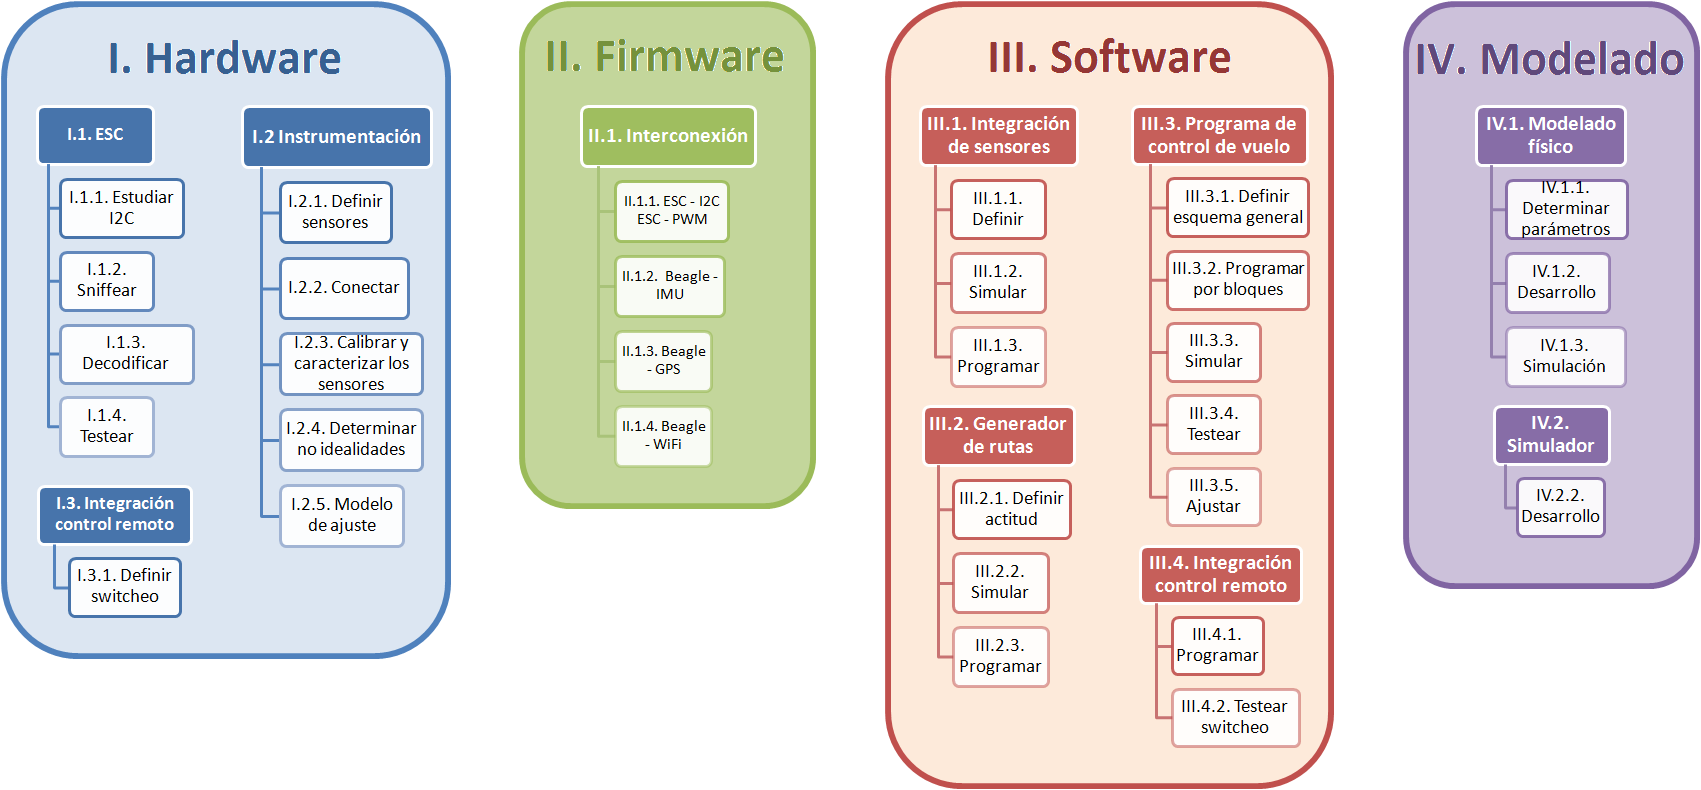 I. Hardware
I.1. ESC
I.1.1. Estudiar
I2C
I.1.2.
Sniffear
I.1.3.
Decodificar
I.1.4.
Testear
I.3. Integración
control remoto
I.3.1. Definir
switcheo
I.2 Instrumentación
I.2.1. Definir
sensores
I.2.2. Conectar
I.2.3. Calibrar y
caracterizar los
sensores
I.2.4. Determinar
no idealidades
I.2.5. Modelo
de ajuste
II. Firmware
II.1. Interconexión
II.1.1. ESC - I2C
ESC - PWM
II.1.2. Beagle -
IMU
II.1.3. Beagle
- GPS
II.1.4. Beagle
- WiFi
III. Software
III.1. Integración
de sensores
III.1.1.
Definir
III.1.2.
Simular
III.1.3.
Programar
III.2. Generador
de rutas
III.2.1. Definir
actitud
III.2.2.
Simular
III.2.3.
Programar
III.3. Programa de
control de vuelo
III.3.1. Definir
esquema general
III.3.2. Programar
por bloques
III.3.3.
Simular
III.3.4.
Testear
III.3.5.
Ajustar
III.4. Integración
control remoto
III.4.1.
Programar
III.4.2. Testear
switcheo
IV. Modelado
IV.1. Modelado
físico
IV.1.1.
Determinar
parámetros
IV.1.2.
Desarrollo
IV.1.3.
Simulación
IV.2.
Simulador
IV.2.2.
Desarrollo